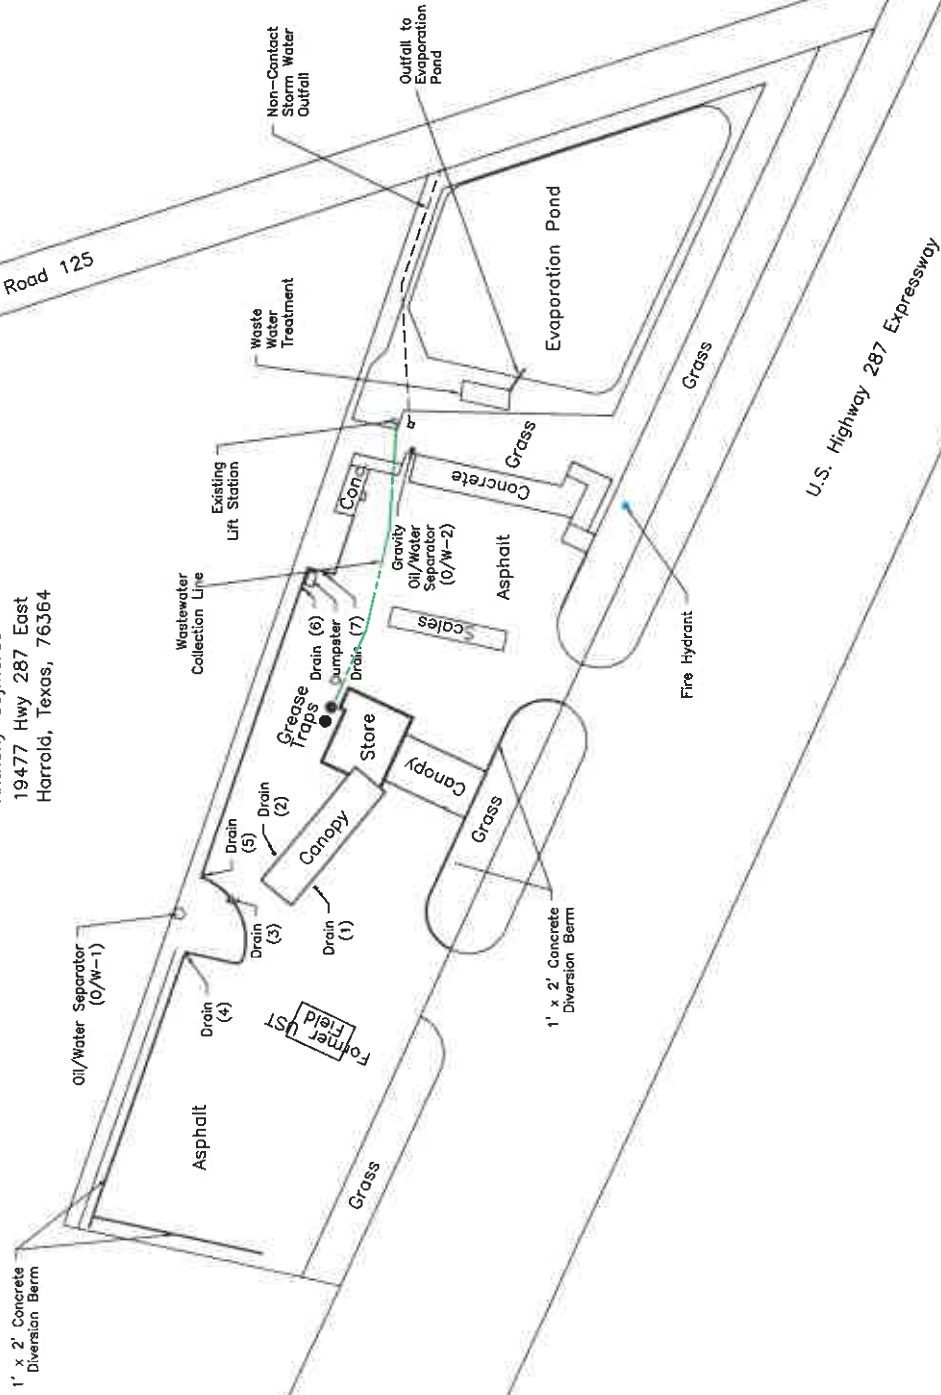 19477 Hwy 287 East
Harrold, Texas, 76364
Road 125
Non-Contact
Storm Water
Outfall
Outfall to
Evaporation
Pond
Waste
Water
Treatment
Evaporation Pond
Existing
Lift Station
Wastewater
Collection Line
Con
Concrete
Grass
Grass
U.S. Highway 287 Expressway
Gravity
Oil/Water
Separator
(O/W-2)
Asphalt
Scales
Fire Hydrant
Drain (6)
Dumpster
Drain (7)
Grease
Traps
Store
Canopy
Canopy
Grass
Drain
(2)
Drain
(5)
Drain
(3)
Drain
(1)
Oil/Water Separator
(O/W-1)
Drain
(4)
Former UST
Field
1' x 2' Concrete
Diversion Berm
Asphalt
Grass
1' x 2' Concrete
Diversion Berm